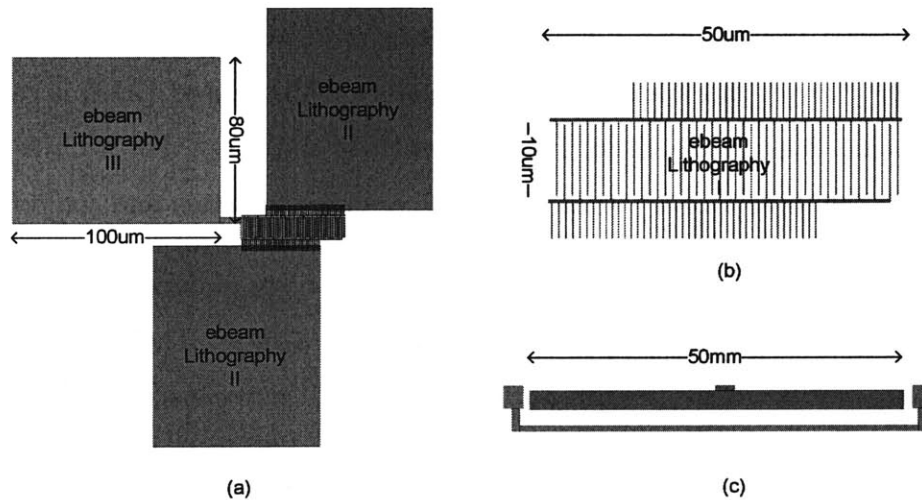 ebeam
Lithography
III
80um
100um
ebeam
Lithography
II
ebeam
Lithography
II
(a)
50um
10um
ebeam
Lithography
I
(b)
50mm
(c)